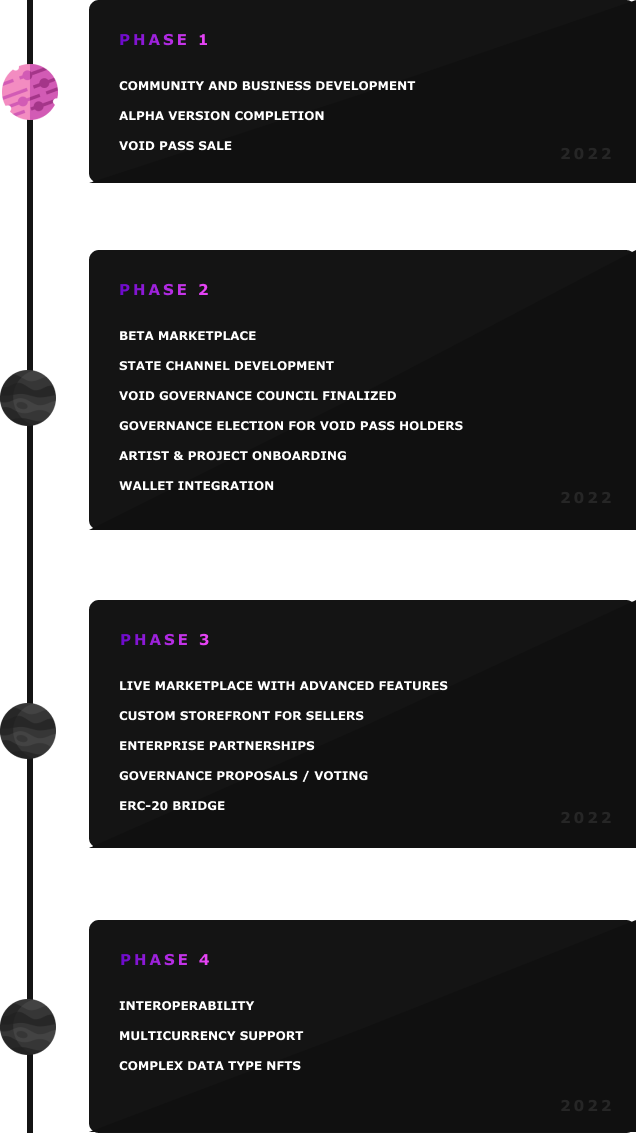 PHASE 1
COMMUNITY AND BUSINESS DEVELOPMENT
ALPHA VERSION COMPLETION
VOID PASS SALE
2022
PHASE 2
BETA MARKETPLACE
STATE CHANNEL DEVELOPMENT
VOID GOVERNANCE COUNCIL FINALIZED
GOVERNANCE ELECTION FOR VOID PASS HOLDERS
ARTIST & PROJECT ONBOARDING
WALLET INTEGRATION
2022
PHASE 3
LIVE MARKETPLACE WITH ADVANCED FEATURES
CUSTOM STOREFRONT FOR SELLERS
ENTERPRISE PARTNERSHIPS
GOVERNANCE PROPOSALS / VOTING
ERC-20 BRIDGE
2022
PHASE 4
INTEROPERABILITY
MULTICURRENCY SUPPORT
COMPLEX DATA TYPE NFTS
2022